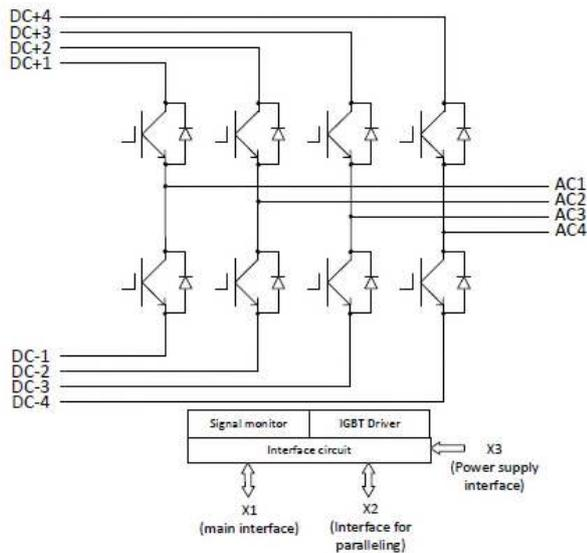 DC+4
DC+3
DC+2
DC+1
AC1
AC2
AC3
AC4
DC-1
DC-2
DC-3
DC-4
Signal monitor
IGBT Driver
Interface circuit
X3
(Power supply
interface)
X1
(main interface)
X2
(Interface for
paralleling)